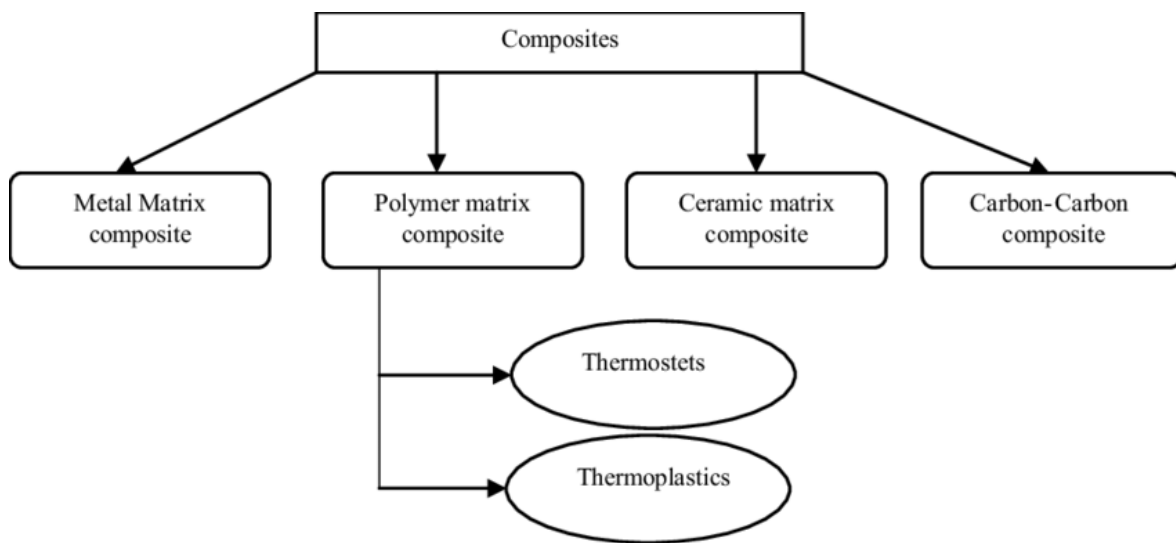 Composites
Metal Matrix
composite
Polymer matrix
composite
Ceramic matrix
composite
Carbon-Carbon
composite
Thermostets
Thermoplastics